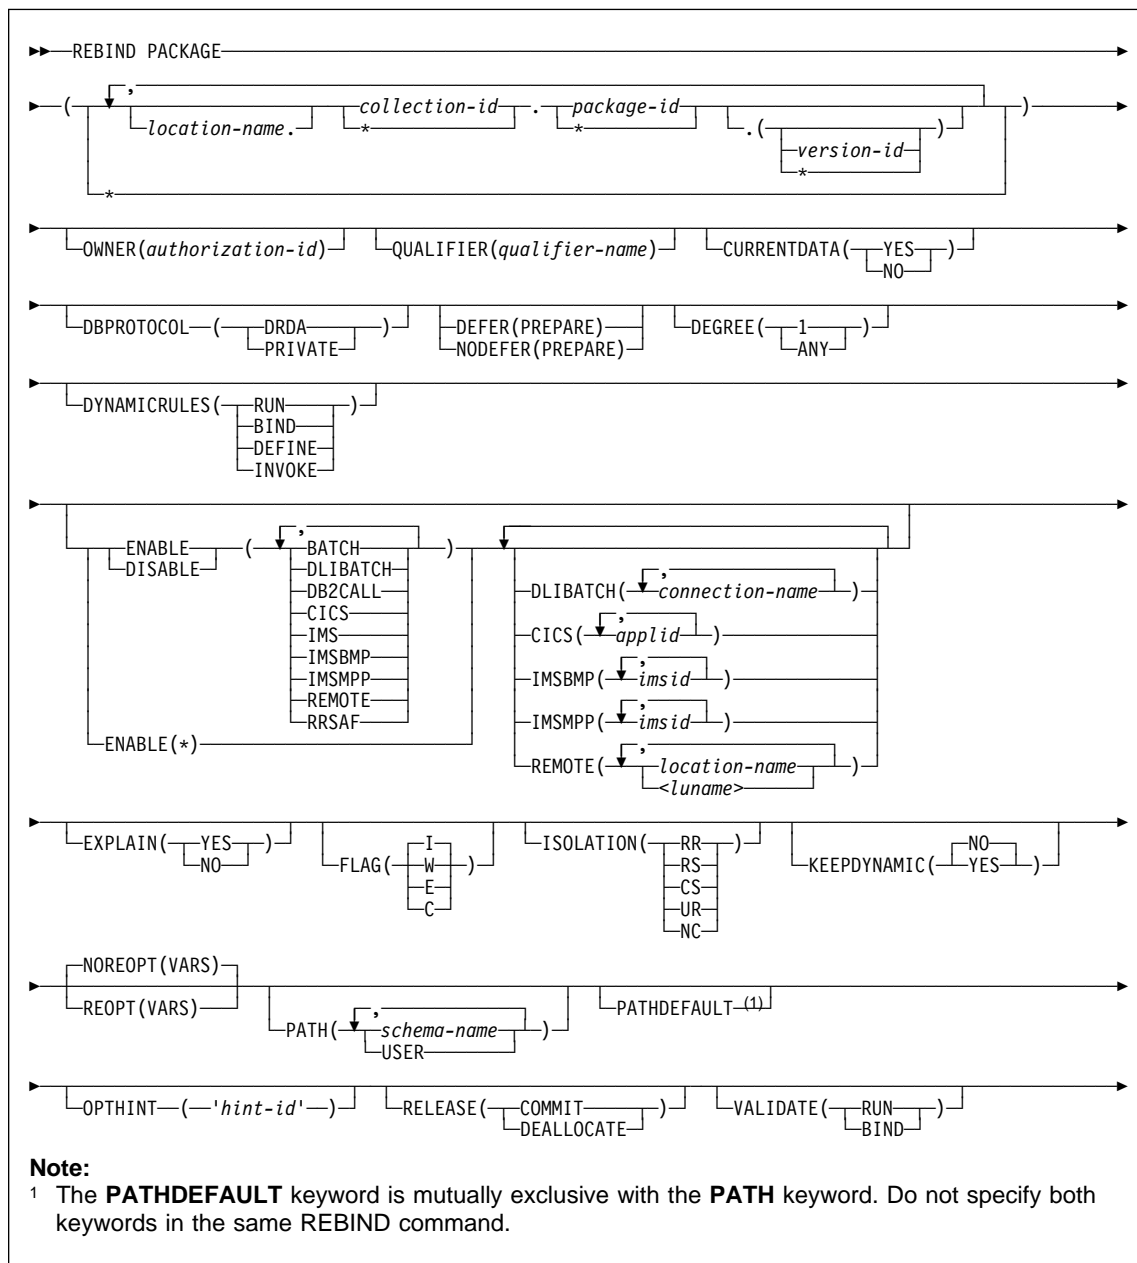 REBIND PACKAGE
( , location-name. collection-id . package-id .( version-id ) )
* * *
*
OWNER(authorization-id) QUALIFIER(qualifier-name) CURRENTDATA( YES )
NO
DBPROTOCOL ( DRDA ) DEFER(PREPARE) DEGREE( 1 )
PRIVATE NODEFER(PREPARE) ANY
DYNAMICRULES( RUN )
BIND
DEFINE
INVOKE
ENABLE ( , BATCH )
DISABLE DLIBATCH
DB2CALL
CICS
IMS
IMSBMP
IMSMPP
REMOTE
RRSAF
ENABLE(*)
DLIBATCH( , connection-name )
CICS( , applid )
IMSBMP( , imsid )
IMSMPP( , imsid )
REMOTE( , location-name )
<luname>
EXPLAIN( YES ) FLAG( I ) ISOLATION( RR ) KEEPDYNAMIC( NO )
NO W RS YES
E CS
C UR
NC
NOREOPT(VARS)
REOPT(VARS) PATH( , schema-name ) PATHDEFAULT (1)
USER
OPTHINT ( 'hint-id' ) RELEASE( COMMIT ) VALIDATE( RUN )
DEALLOCATE BIND
Note:
1 The PATHDEFAULT keyword is mutually exclusive with the PATH keyword. Do not specify both
keywords in the same REBIND command.